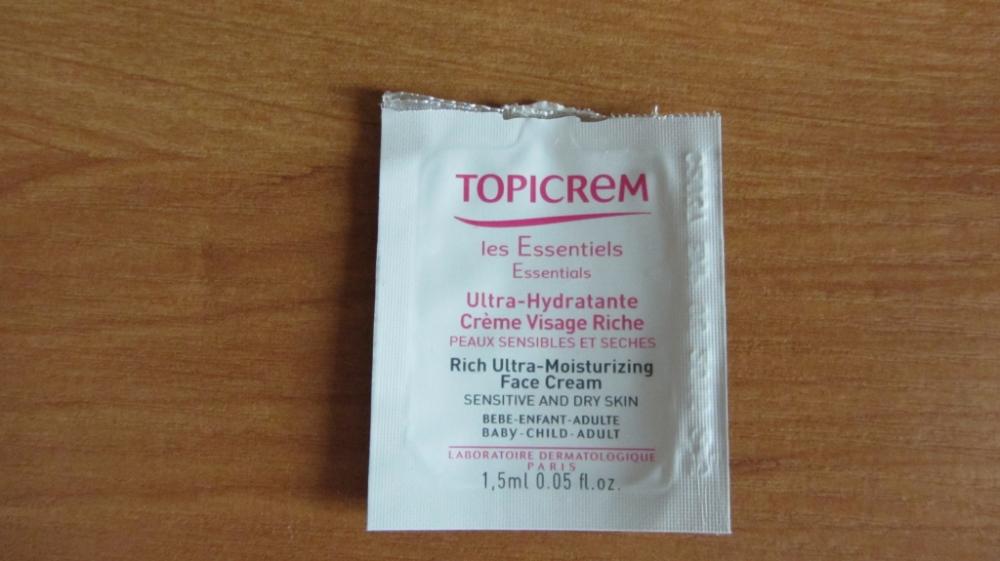 TOPICREM
les Essentiels
Essentials
Ultra-Hydratante
Crème Visage Riche
PEAUX SENSIBLES ET SECHES
Rich Ultra-Moisturizing
Face Cream
SENSITIVE AND DRY SKIN
BEBE-ENFANT-ADULTE
BABY-CHILD-ADULT
LABORATOIRE DERMATOLOGIQUE
PARIS
1,5ml 0.05 fl.oz.